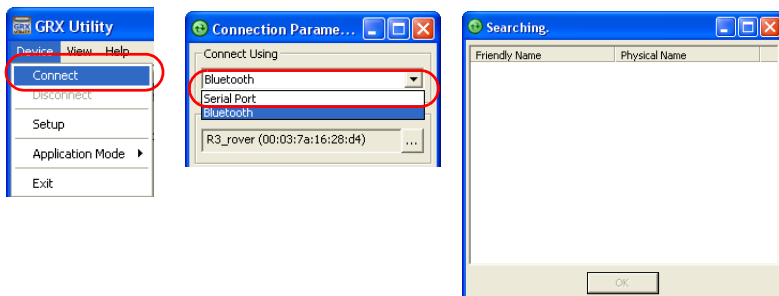 GRX Utility
Device View Help
Connect
Disconnect
Setup
Application Mode
Exit
Connection Parame...
Connect Using
Bluetooth
Serial Port
Bluetooth
R3_rover (00:03:7a:16:28:d4)
...
Searching.
Friendly Name Physical Name
OK